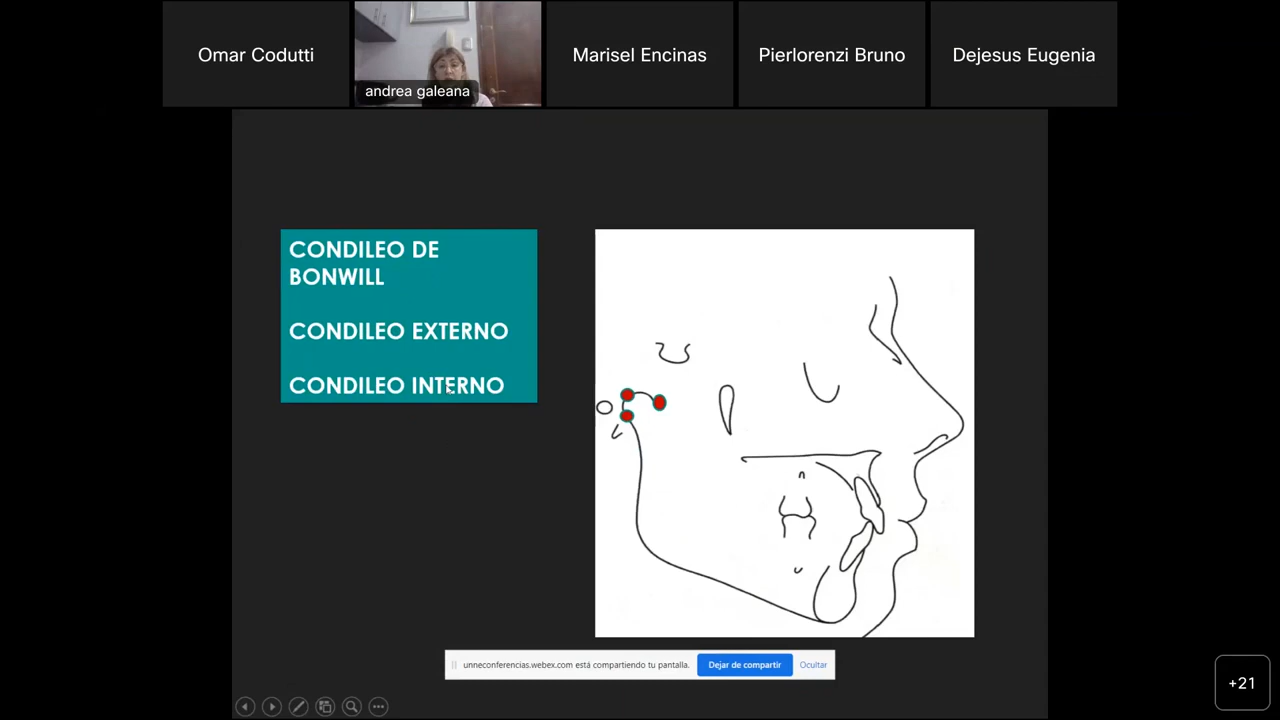 Omar Codutti
andrea galeana
Marisel Encinas
Pierlorenzi Bruno
Dejesus Eugenia
CONDILEO DE
BONWILL
CONDILEO EXTERNO
CONDILEO INTERNO
unneconferencias.webex.com está compartiendo tu pantalla.
Dejar de compartir
Ocultar
+21